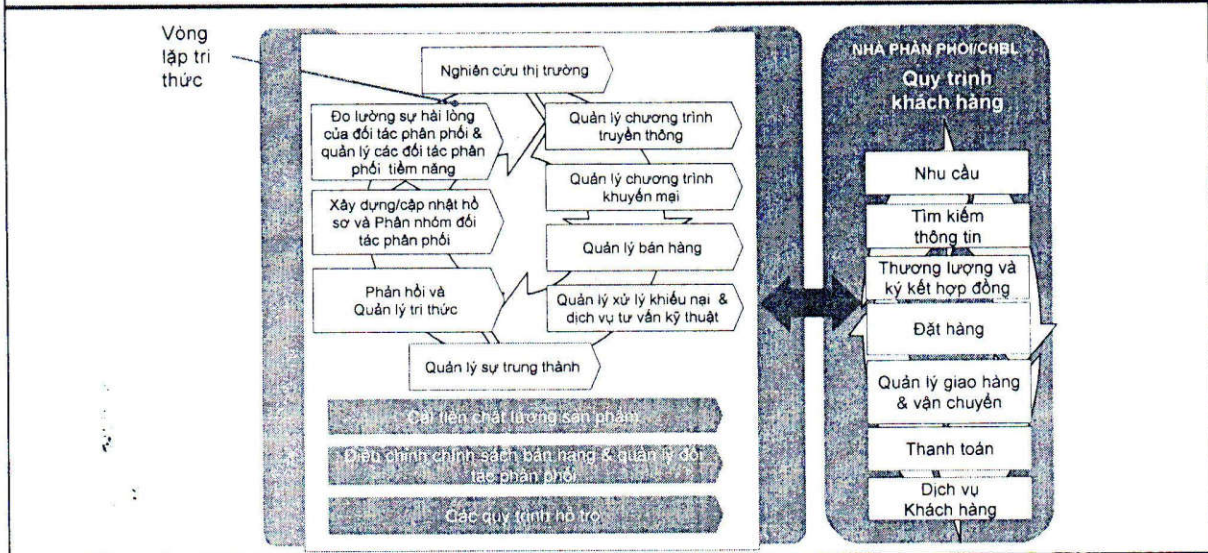 Vòng
lặp tri
thức
Nghiên cứu thị trường
Đo lường sự hài lòng
của đối tác phân phối &
quản lý các đối tác phân
phối tiềm năng
Xây dựng/cập nhật hồ
sơ và Phân nhóm đối
tác phân phối
Phản hồi và
Quản lý tri thức
Quản lý chương trình
truyền thông
Quản lý chương trình
khuyến mại
Quản lý bán hàng
Quản lý xử lý khiếu nại &
dịch vụ tư vấn kỹ thuật
Quản lý sự trung thành
Cải tiến chất lượng sản phẩm
Điều chỉnh chính sách bán hàng & quản lý đối
tác phân phối
Các quy trình hỗ trợ
NHÀ PHÂN PHỐI/CHBL
Quy trình
khách hàng
Nhu cầu
Tìm kiếm
thông tin
Thương lượng và
ký kết hợp đồng
Đặt hàng
Quản lý giao hàng
& vận chuyển
Thanh toán
Dịch vụ
Khách hàng